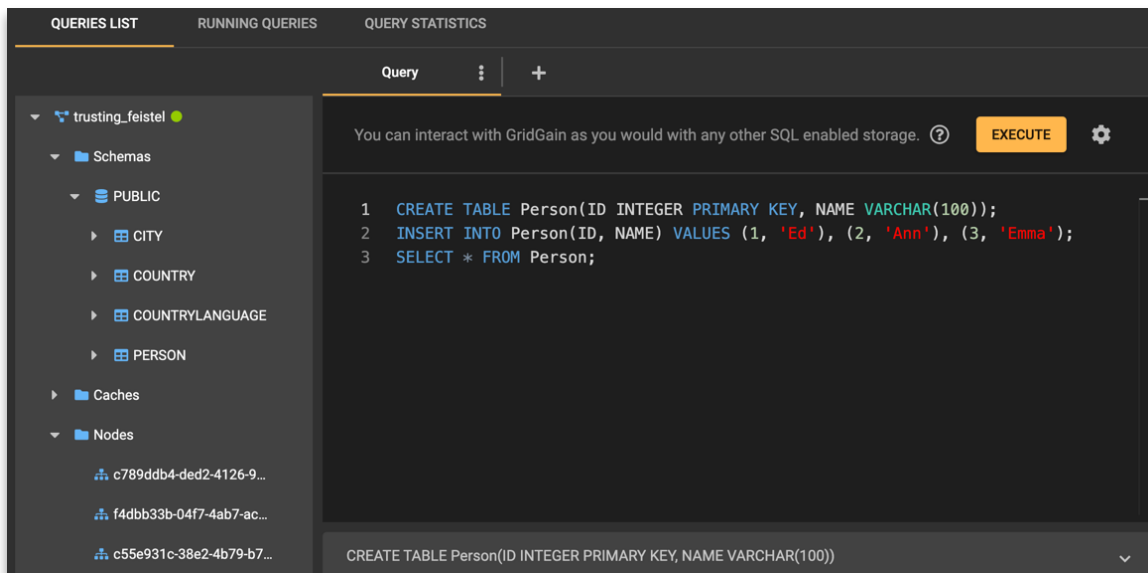 QUERIES LIST RUNNING QUERIES QUERY STATISTICS
Query
trusting_feistel
Schemas
PUBLIC
CITY
COUNTRY
COUNTRYLANGUAGE
PERSON
Caches
Nodes
c789ddb4-ded2-4126-9...
f4dbb33b-04f7-4ab7-ac...
c55e931c-38e2-4b79-b7...
You can interact with GridGain as you would with any other SQL enabled storage. ? EXECUTE
1 CREATE TABLE Person(ID INTEGER PRIMARY KEY, NAME VARCHAR(100));
2 INSERT INTO Person(ID, NAME) VALUES (1, 'Ed'), (2, 'Ann'), (3, 'Emma');
3 SELECT * FROM Person;
CREATE TABLE Person(ID INTEGER PRIMARY KEY, NAME VARCHAR(100))